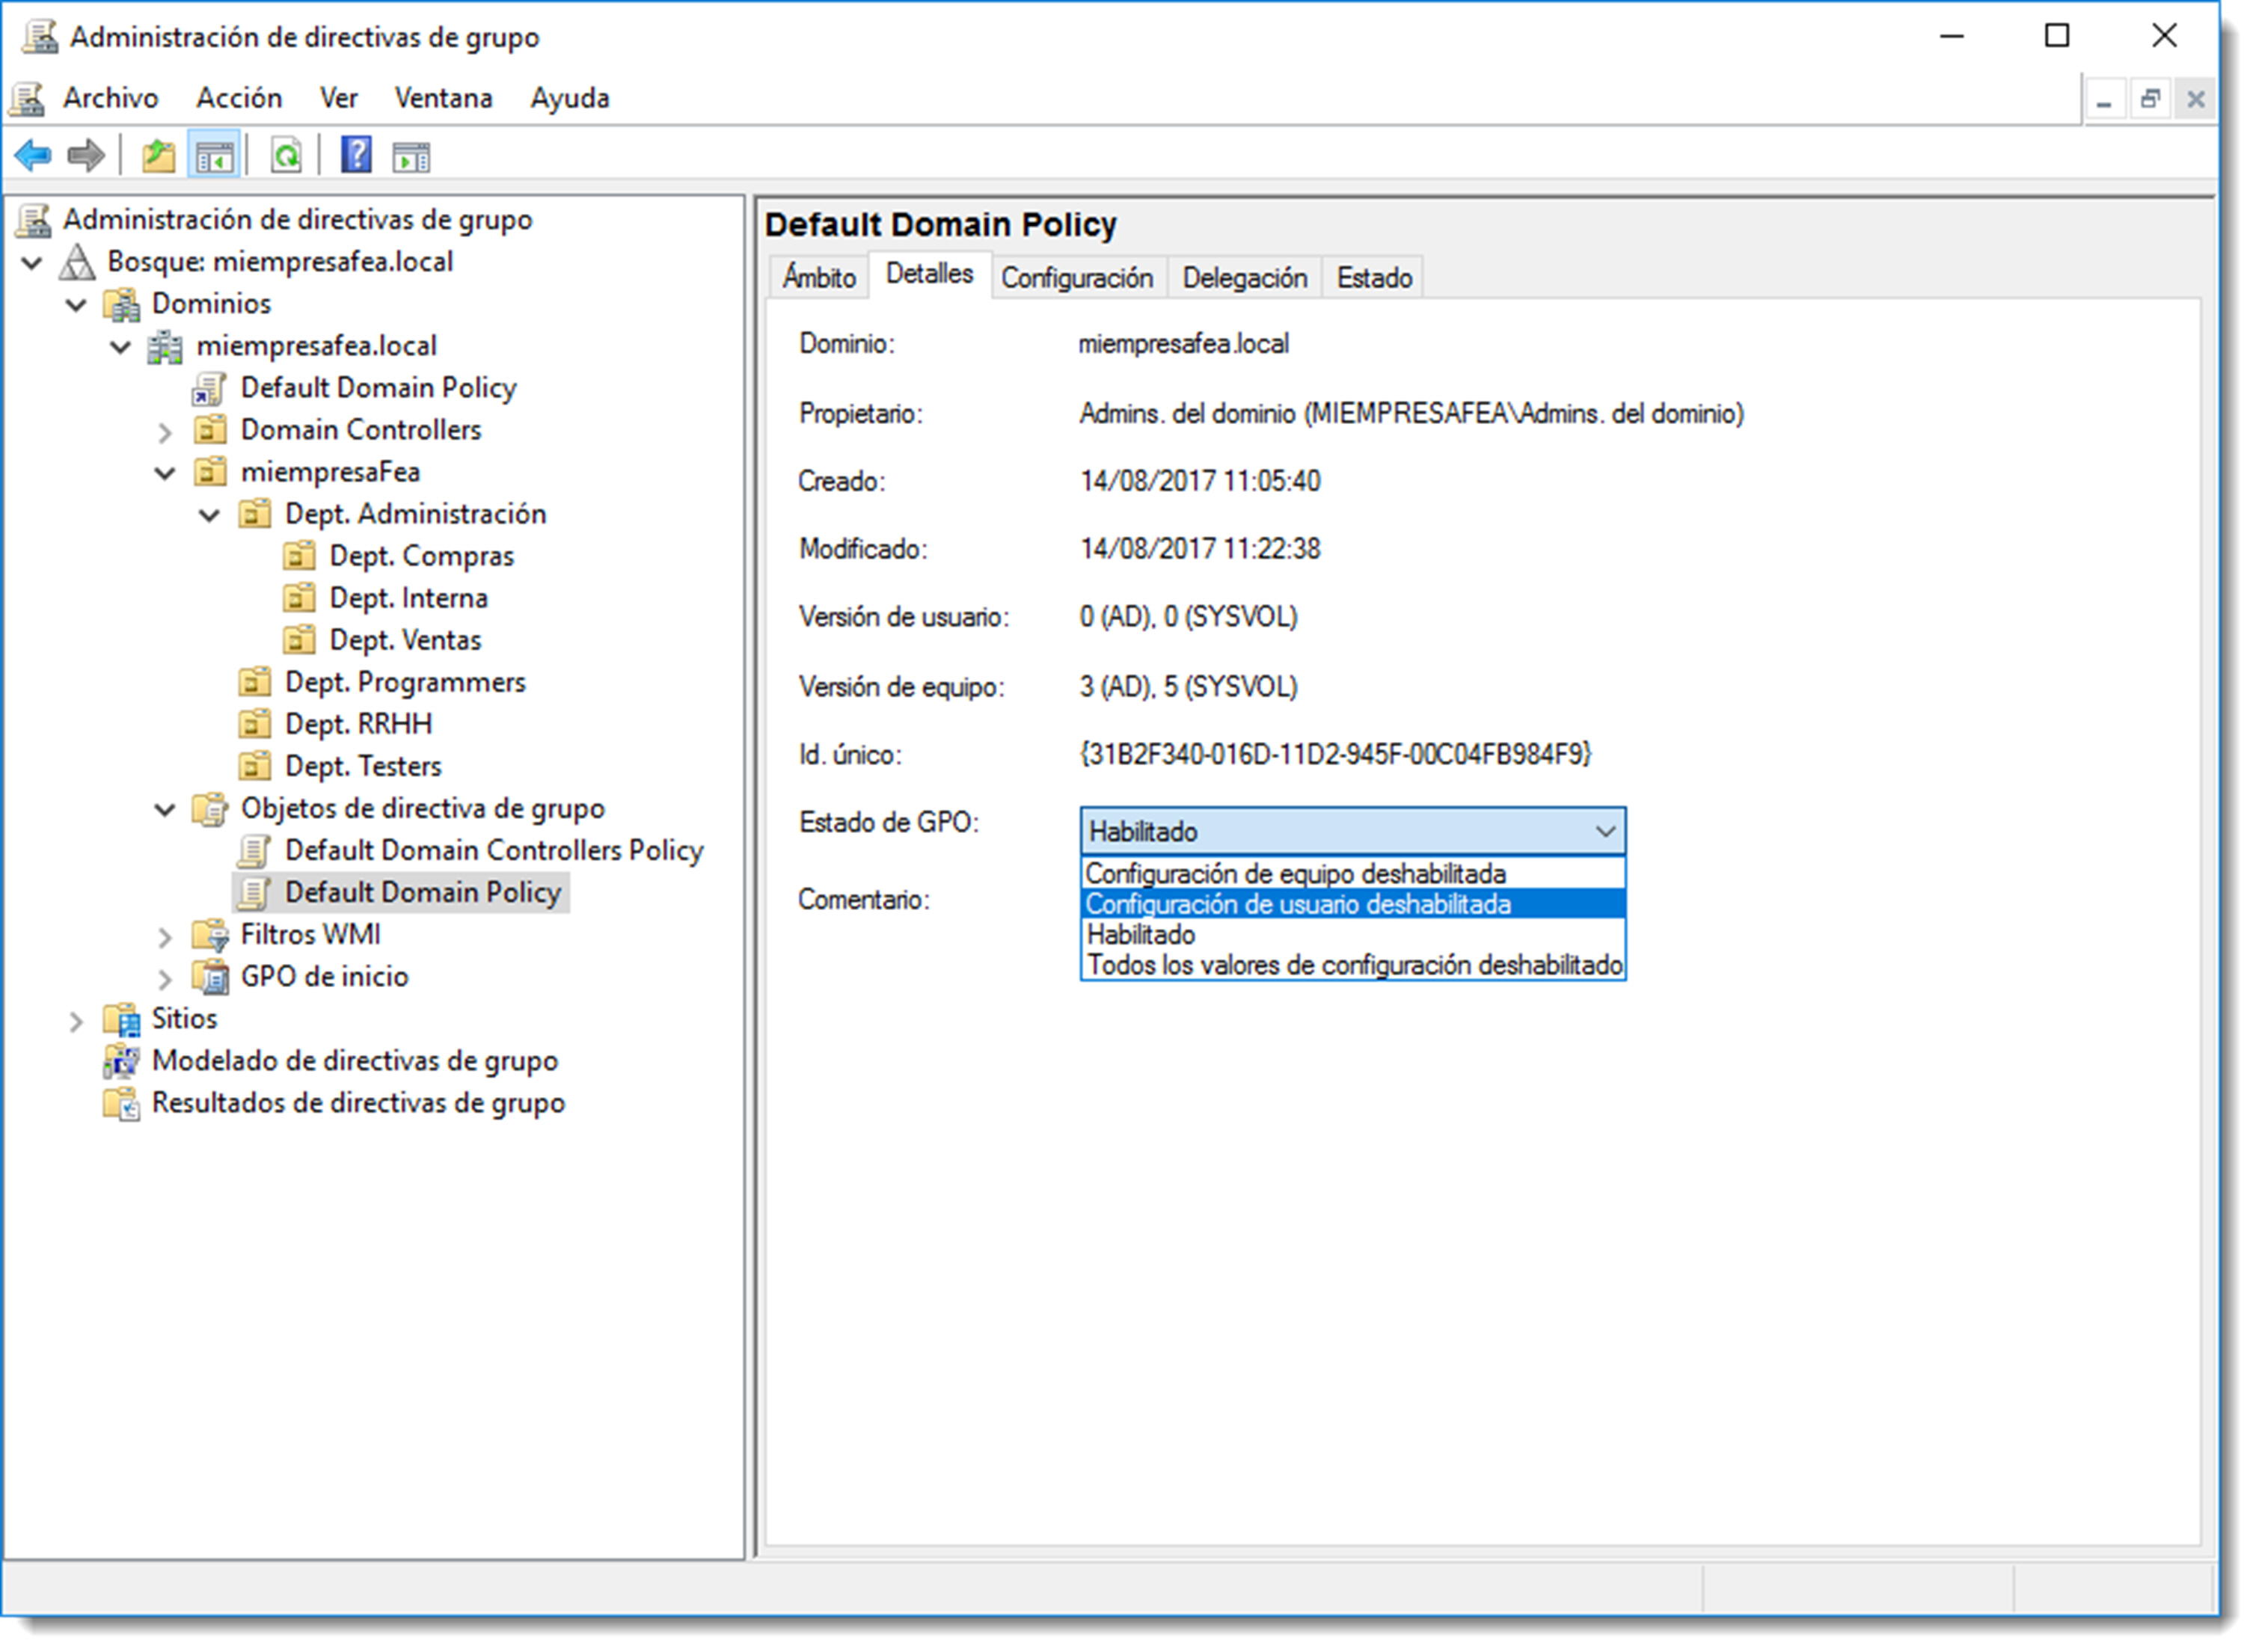 Administración de directivas de grupo
Archivo Acción Ver Ventana Ayuda
Administración de directivas de grupo
Bosque: miempresafea.local
Dominios
miempresafea.local
Default Domain Policy
Domain Controllers
miempresaFea
Dept. Administración
Dept. Compras
Dept. Interna
Dept. Ventas
Dept. Programmers
Dept. RRHH
Dept. Testers
Objetos de directiva de grupo
Default Domain Controllers Policy
Default Domain Policy
Filtros WMI
GPO de inicio
Sitios
Modelado de directivas de grupo
Resultados de directivas de grupo
Default Domain Policy
Ámbito Detalles Configuración Delegación Estado
Dominio: miempresafea.local
Propietario: Admins. del dominio (MIEMPRESAFEA\Admins. del dominio)
Creado: 14/08/2017 11:05:40
Modificado: 14/08/2017 11:22:38
Versión de usuario: 0 (AD), 0 (SYSVOL)
Versión de equipo: 3 (AD), 5 (SYSVOL)
Id. único: {31B2F340-016D-11D2-945F-00C04FB984F9}
Estado de GPO: Habilitado
Configuración de equipo deshabilitada
Comentario: Configuración de usuario deshabilitada
Habilitado
Todos los valores de configuración deshabilitado